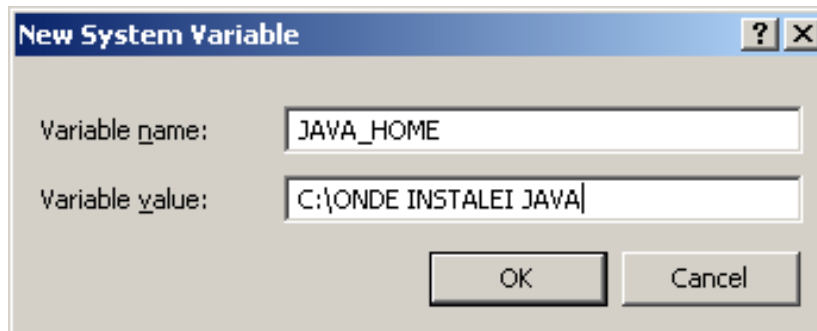 New System Variable
Variable name: JAVA_HOME
Variable value: C:\ONDE INSTALEI JAVA
OK Cancel